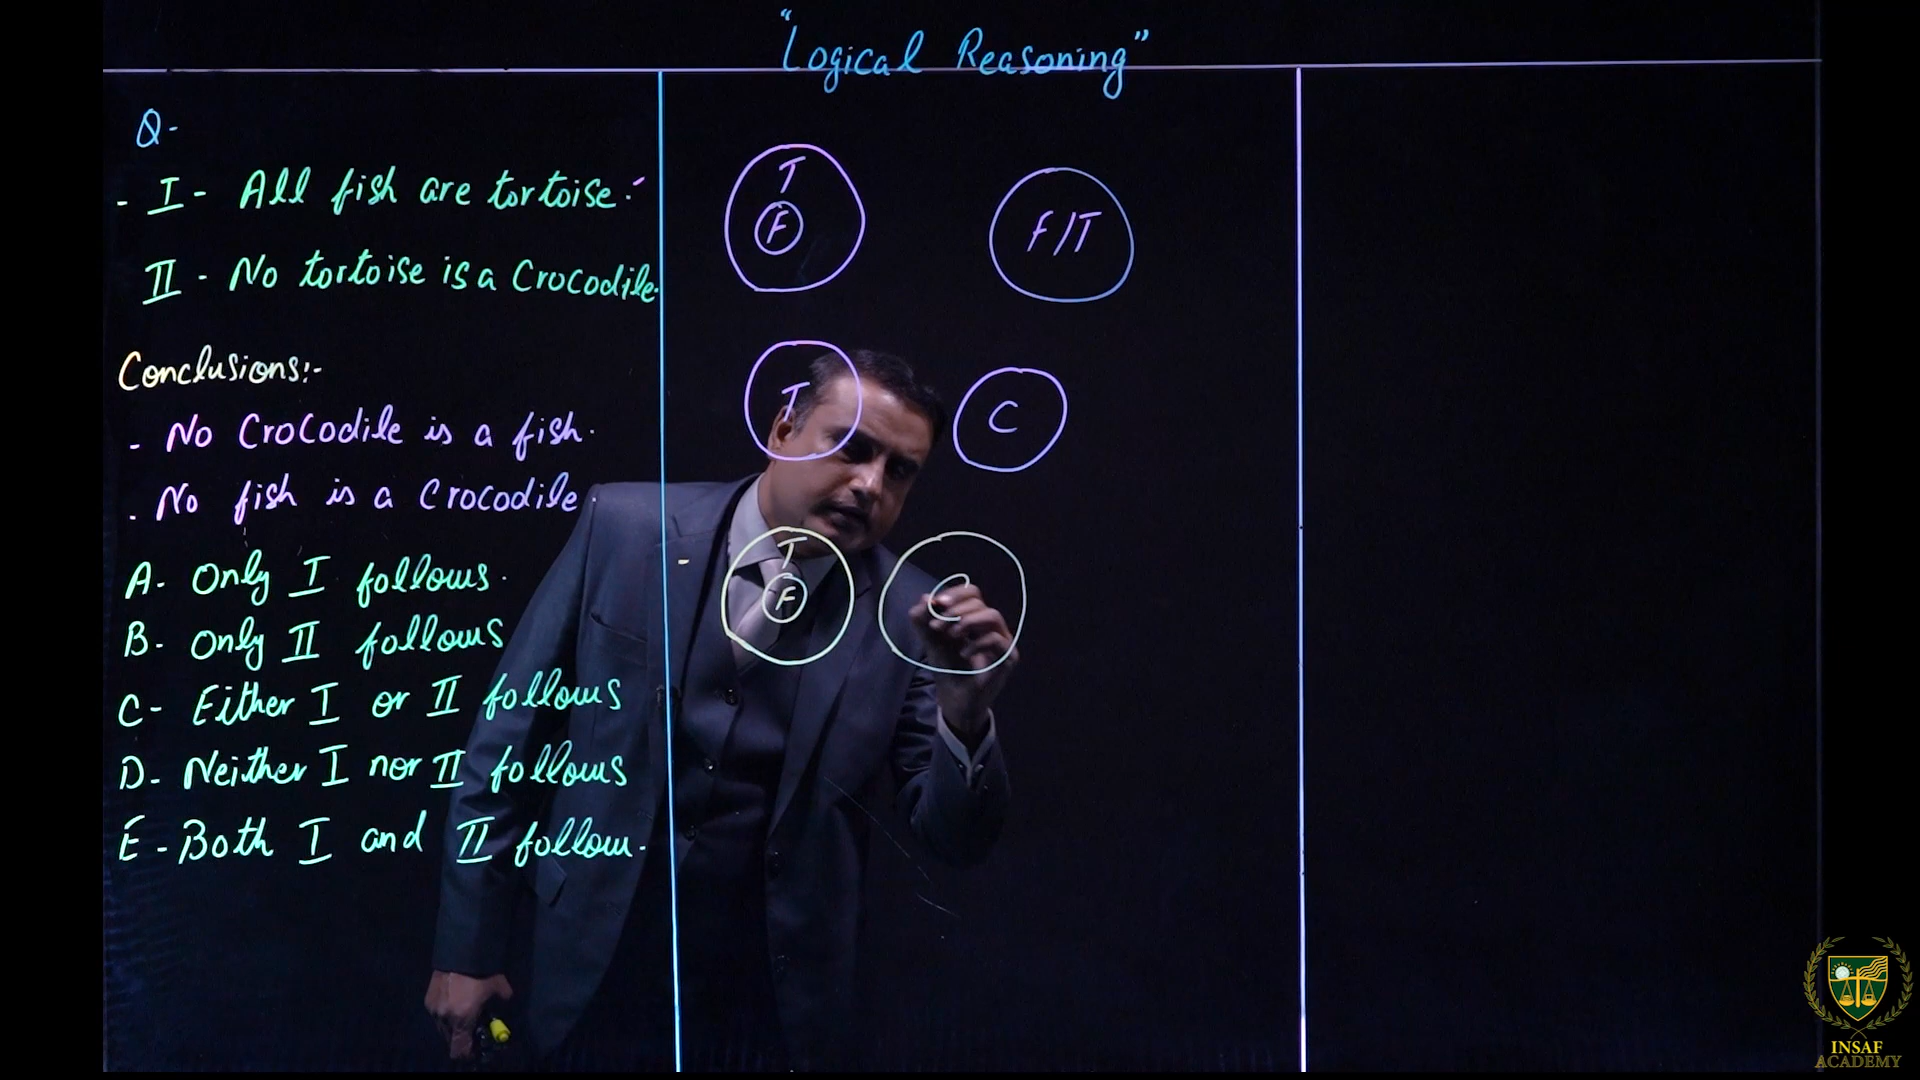 "Logical Reasoning"
Q-
- I - All fish are tortoise.
II - No tortoise is a Crocodile.
Conclusions:-
- No Crocodile is a fish.
. No fish is a Crocodile.
A- Only I follows.
B- Only II follows
C- Either I or II follows
D- Neither I nor II follows
E - Both I and II follow.
T
F
F/T
T
C
T
F
C
INSAF
ACADEMY